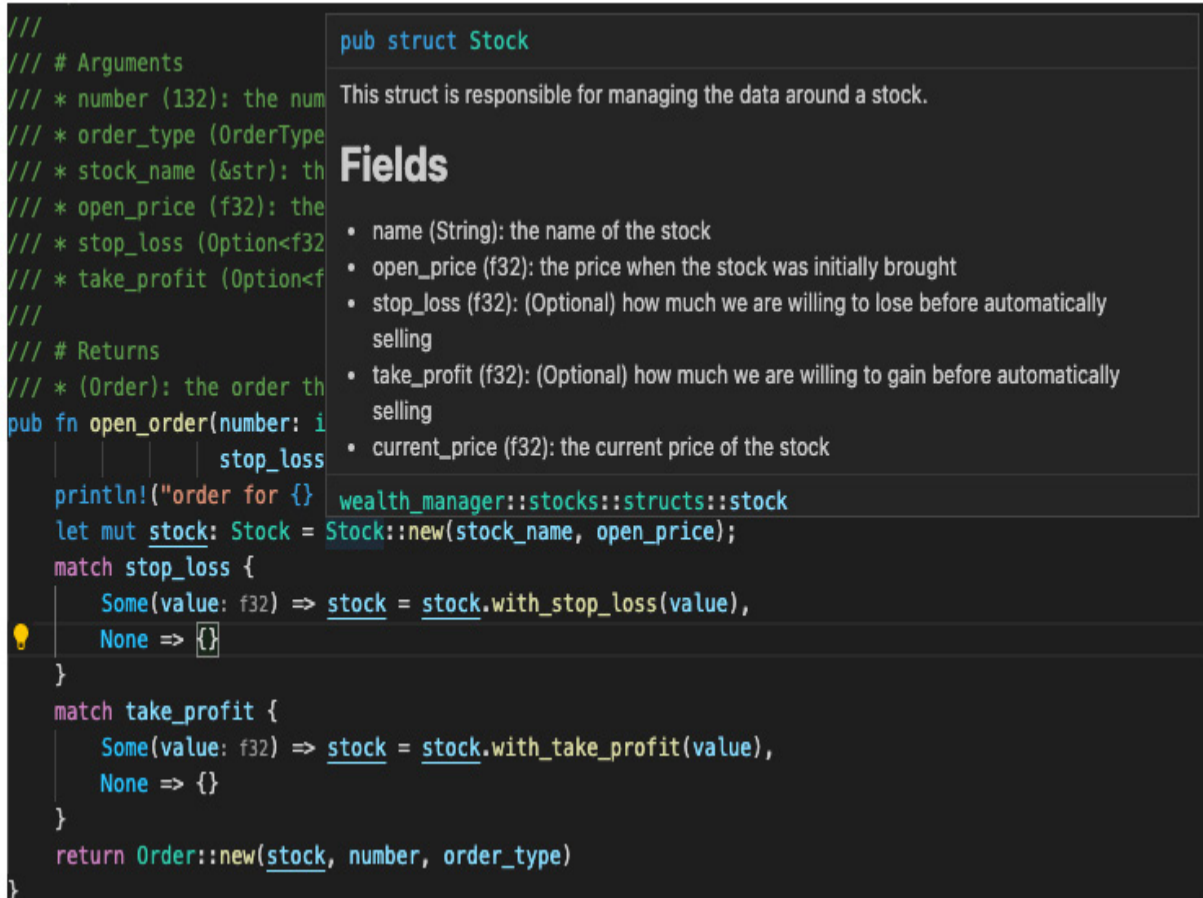 ///
/// # Arguments
/// * number (132): the num
/// * order_type (OrderType
/// * stock_name (&str): th
/// * open_price (f32): the
/// * stop_loss (Option<f32
/// * take_profit (Option<f
///
/// # Returns
/// * (Order): the order th
pub fn open_order(number: i
stop_loss
println!("order for {}
pub struct Stock
This struct is responsible for managing the data around a stock.
Fields
• name (String): the name of the stock
• open_price (f32): the price when the stock was initially brought
• stop_loss (f32): (Optional) how much we are willing to lose before automatically
selling
• take_profit (f32): (Optional) how much we are willing to gain before automatically
selling
• current_price (f32): the current price of the stock
wealth_manager::stocks::structs::stock
let mut stock: Stock = Stock::new(stock_name, open_price);
match stop_loss {
Some(value: f32) => stock = stock.with_stop_loss(value),
None => {}
}
match take_profit {
Some(value: f32) => stock = stock.with_take_profit(value),
None => {}
}
return Order::new(stock, number, order_type)
}